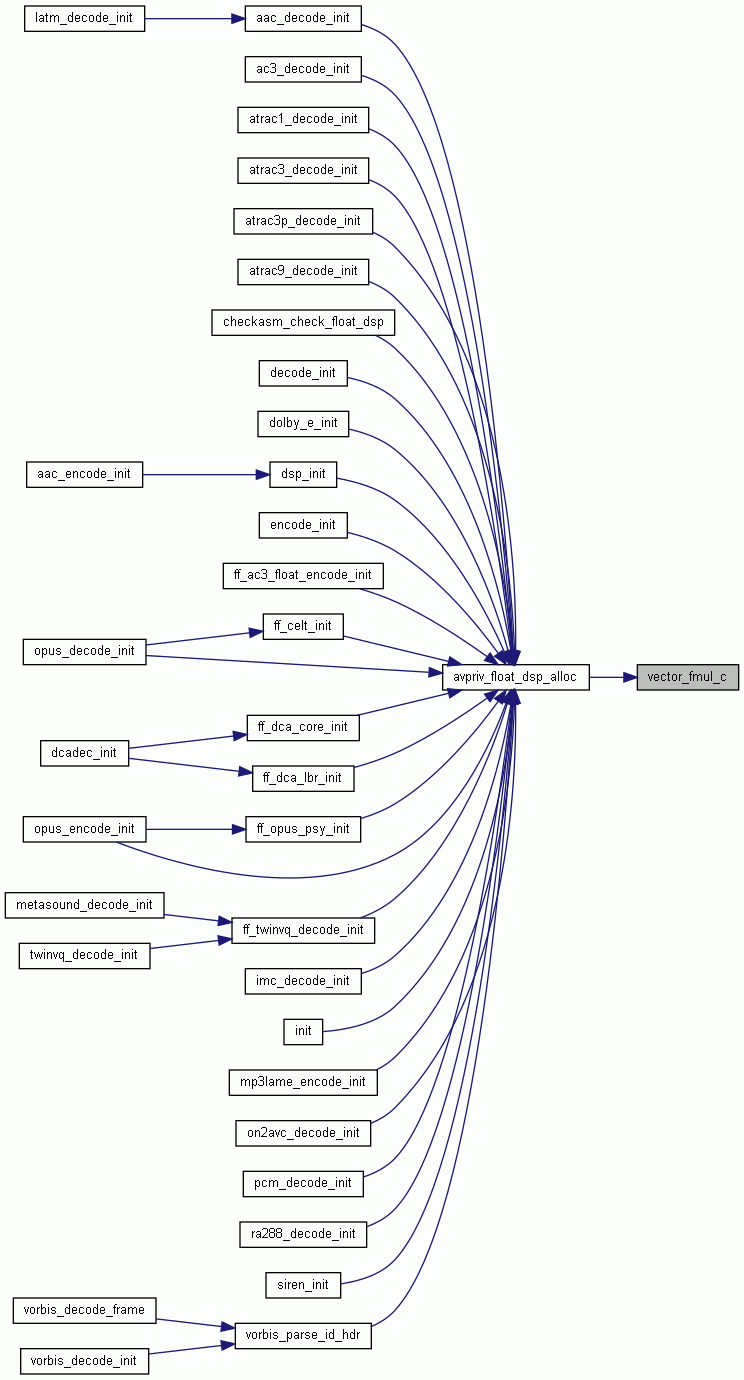 latm_decode_init
aac_decode_init
ac3_decode_init
atrac1_decode_init
atrac3_decode_init
atrac3p_decode_init
atrac9_decode_init
checkasm_check_float_dsp
decode_init
dolby_e_init
aac_encode_init
dsp_init
encode_init
ff_ac3_float_encode_init
ff_celt_init
opus_decode_init
avpriv_float_dsp_alloc
vector_fmul_c
ff_dca_core_init
dcadec_init
ff_dca_lbr_init
opus_encode_init
ff_opus_psy_init
metasound_decode_init
ff_twinvq_decode_init
twinvq_decode_init
imc_decode_init
init
mp3lame_encode_init
on2avc_decode_init
pcm_decode_init
ra288_decode_init
siren_init
vorbis_decode_frame
vorbis_parse_id_hdr
vorbis_decode_init